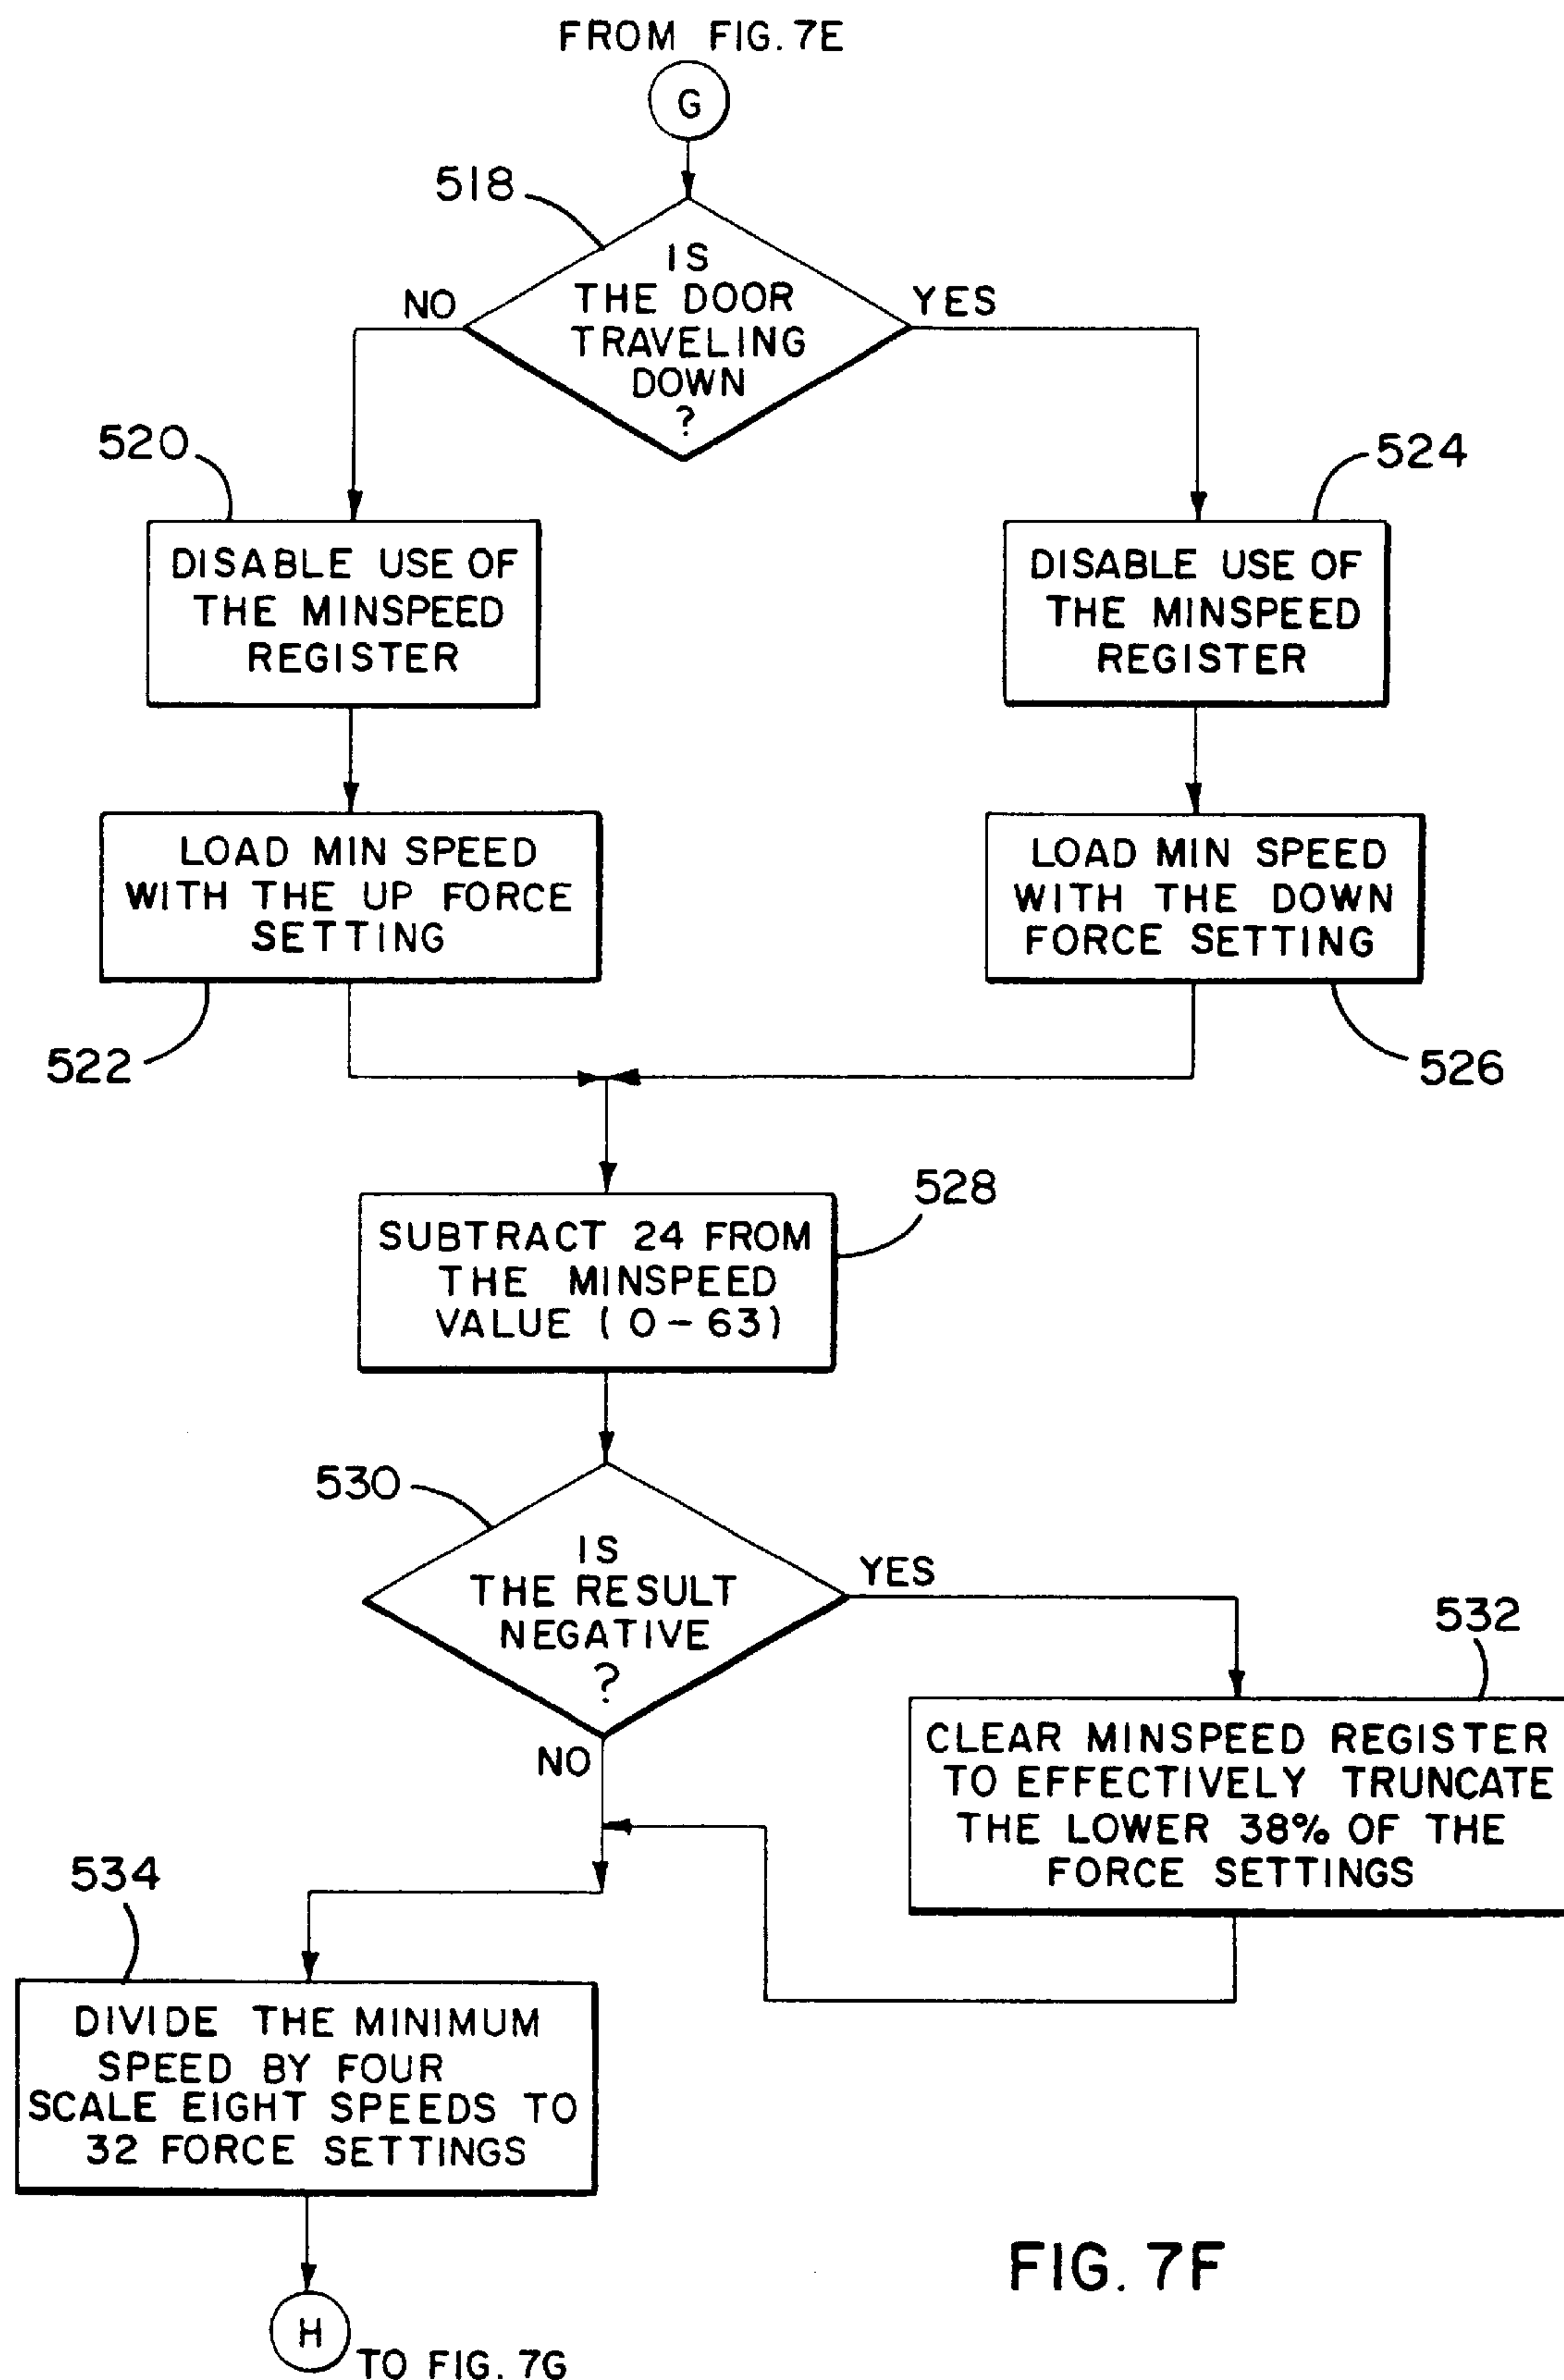 FROM FIG. 7E
G
518
IS
THE DOOR
TRAVELING
DOWN
?
NO
YES
520
524
DISABLE USE OF
THE MINSPEED
REGISTER
DISABLE USE OF
THE MINSPEED
REGISTER
LOAD MIN SPEED
WITH THE UP FORCE
SETTING
LOAD MIN SPEED
WITH THE DOWN
FORCE SETTING
522
526
528
SUBTRACT 24 FROM
THE MINSPEED
VALUE (0-63)
530
IS
THE RESULT
NEGATIVE
?
YES
NO
532
CLEAR MINSPEED REGISTER
TO EFFECTIVELY TRUNCATE
THE LOWER 38% OF THE
FORCE SETTINGS
534
DIVIDE THE MINIMUM
SPEED BY FOUR
SCALE EIGHT SPEEDS TO
32 FORCE SETTINGS
H
TO FIG. 7G
FIG. 7F